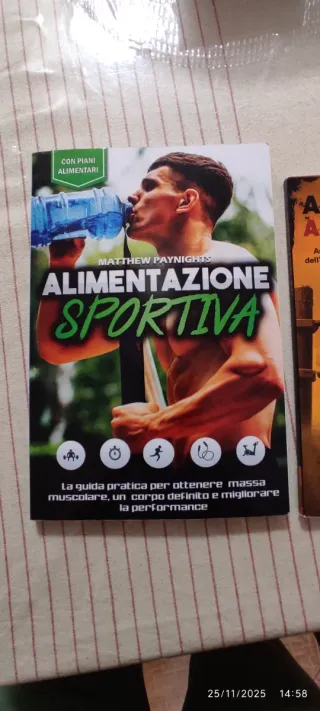 CON PIANI
ALIMENTARI
MATTHEW PAYNIGHTS
ALIMENTAZIONE
SPORTIVA
La guida pratica per ottenere massa
muscolare, un corpo definito e migliorare
la performance
A
A
dell'
25/11/2025 14:58